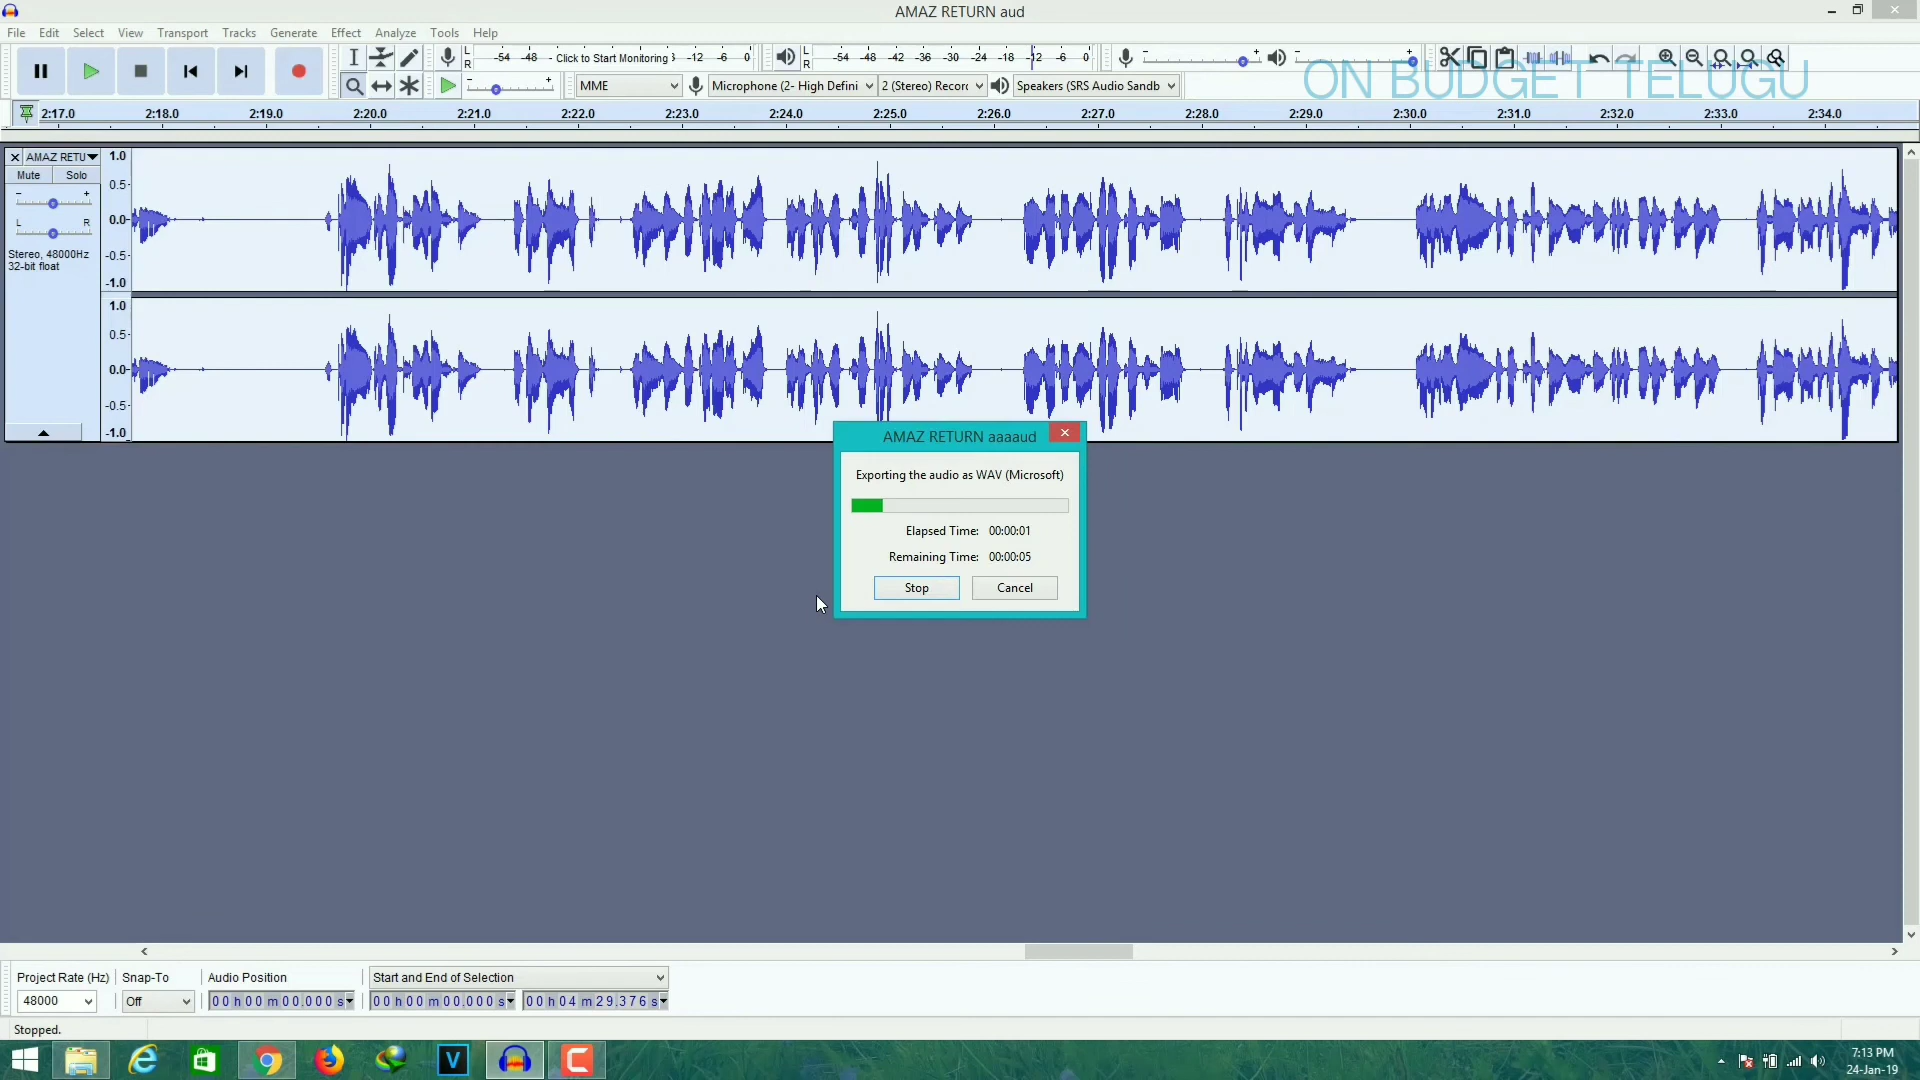 AMAZ RETURN aud
File Edit Select View Transport Tracks Generate Effect Analyze Tools Help
L R -54 -48 - Click to Start Monitoring -12 -6 0 L R -54 -48 -42 -36 -30 -24 -18 -12 -6 0 - + - +
ON BUDGET TELUGU
- + MME Microphone (2- High Defini 2 (Stereo) Recor Speakers (SRS Audio Sandb
2:17.0 2:18.0 2:19.0 2:20.0 2:21.0 2:22.0 2:23.0 2:24.0 2:25.0 2:26.0 2:27.0 2:28.0 2:29.0 2:30.0 2:31.0 2:32.0 2:33.0 2:34.0
AMAZ RETU 1.0
Mute Solo
- + 0.5
L R 0.0
Stereo, 48000Hz -0.5
32-bit float
-1.0
1.0
0.5
0.0
-0.5
-1.0
AMAZ RETURN aaaaud
Exporting the audio as WAV (Microsoft)
Elapsed Time: 00:00:01
Remaining Time: 00:00:05
Stop Cancel
Project Rate (Hz) Snap-To Audio Position Start and End of Selection
48000 Off 00 h 00 m 00.000 s 00 h 00 m 00.000 s 00 h 04 m 29.376 s
Stopped.
V C
7:13 PM
24-Jan-19